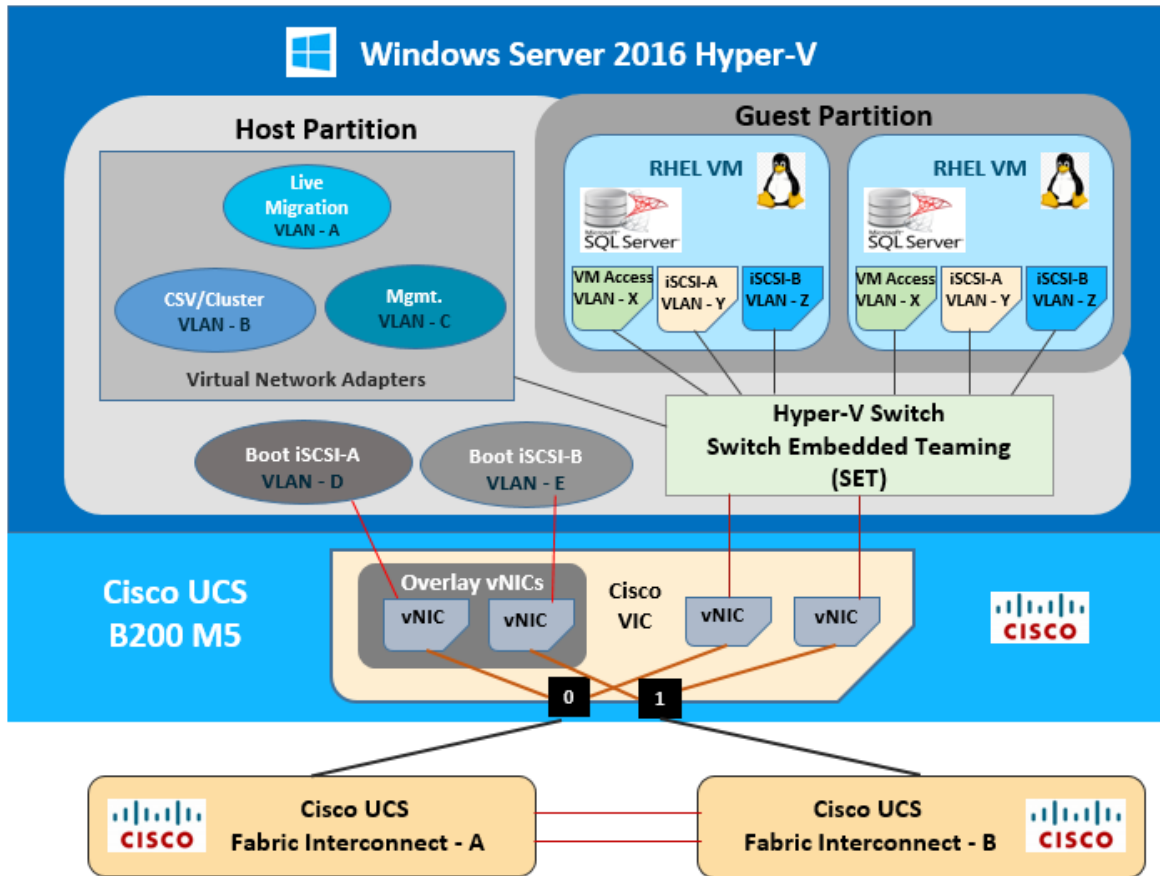 Windows Server 2016 Hyper-V
Host Partition
Live
Migration
VLAN - A
CSV/Cluster
VLAN - B
Mgmt.
VLAN - C
Virtual Network Adapters
Boot iSCSI-A
VLAN - D
Boot iSCSI-B
VLAN - E
Guest Partition
RHEL VM
Microsoft
SQL Server
VM Access
VLAN - X
iSCSI-A
VLAN - Y
iSCSI-B
VLAN - Z
RHEL VM
Microsoft
SQL Server
VM Access
VLAN - X
iSCSI-A
VLAN - Y
iSCSI-B
VLAN - Z
Hyper-V Switch
Switch Embedded Teaming
(SET)
Cisco UCS
B200 M5
Overlay vNICs
vNIC
vNIC
Cisco
VIC
vNIC
vNIC
CISCO
0
1
CISCO
Cisco UCS
Fabric Interconnect - A
Cisco UCS
Fabric Interconnect - B
CISCO